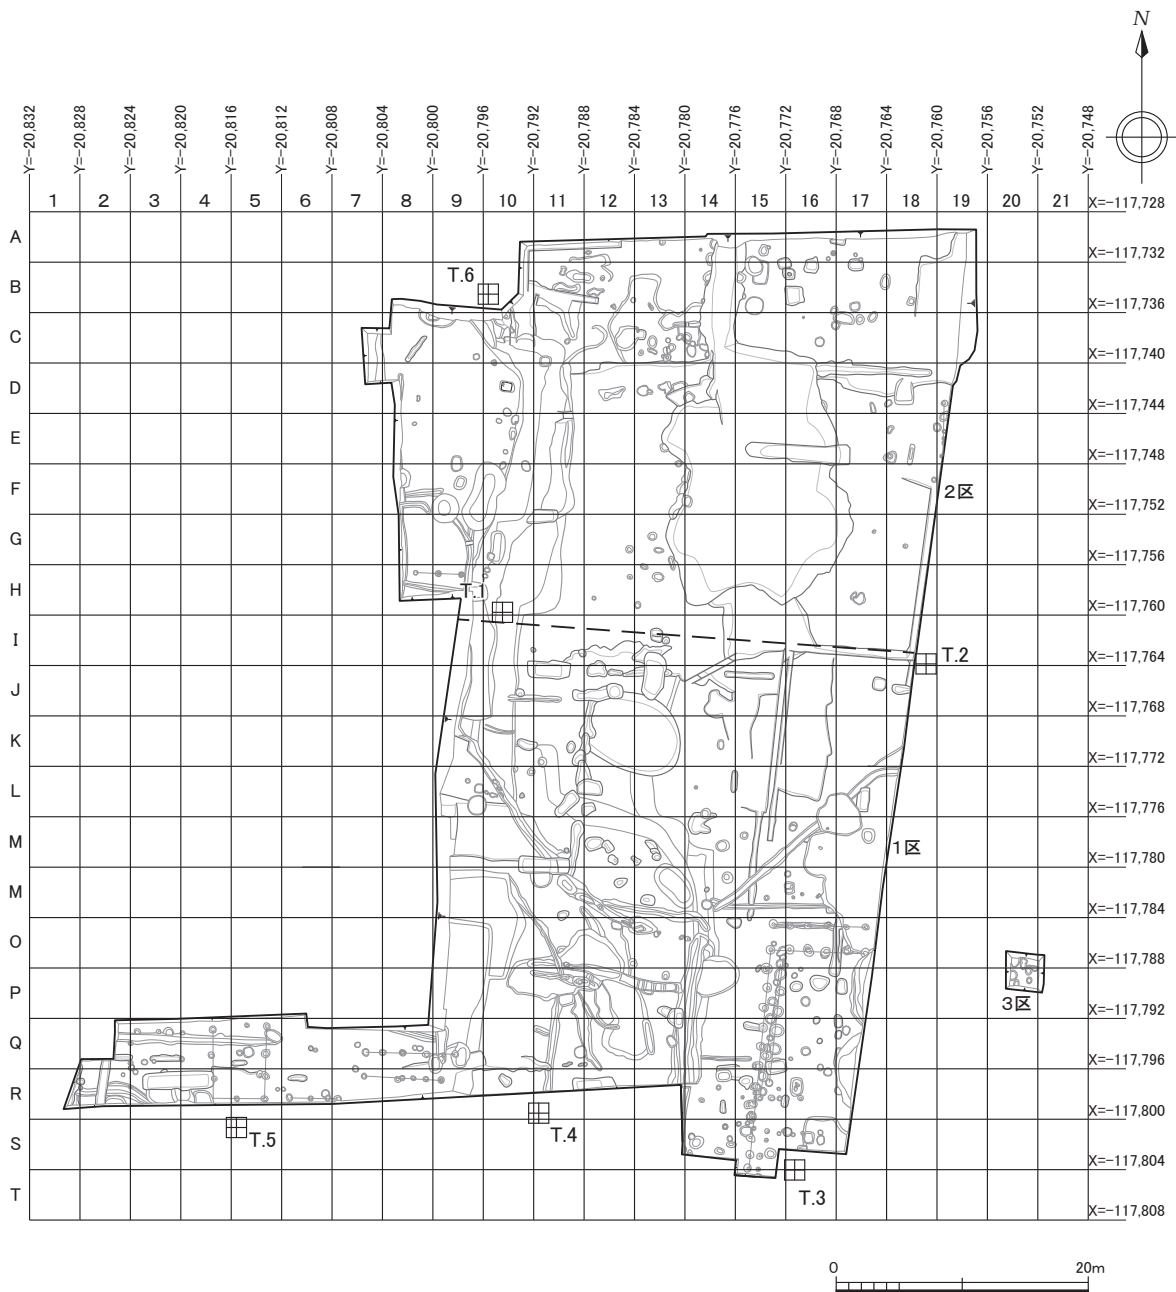 N
Y=-20,832
Y=-20,828
Y=-20,824
Y=-20,820
Y=-20,816
Y=-20,812
Y=-20,808
Y=-20,804
Y=-20,800
Y=-20,796
Y=-20,792
Y=-20,788
Y=-20,784
Y=-20,780
Y=-20,776
Y=-20,772
Y=-20,768
Y=-20,764
Y=-20,760
Y=-20,756
Y=-20,752
Y=-20,748
1 2 3 4 5 6 7 8 9 10 11 12 13 14 15 16 17 18 19 20 21
X=-117,728
A
X=-117,732
B
T.6
X=-117,736
C
X=-117,740
D
X=-117,744
E
X=-117,748
F
2区
X=-117,752
G
X=-117,756
H
T.1
X=-117,760
I
T.2
X=-117,764
J
X=-117,768
K
X=-117,772
L
X=-117,776
M
1区
X=-117,780
M
X=-117,784
O
X=-117,788
P
3区
X=-117,792
Q
X=-117,796
R
X=-117,800
S
T.5
T.4
X=-117,804
T
T.3
X=-117,808
0 20m